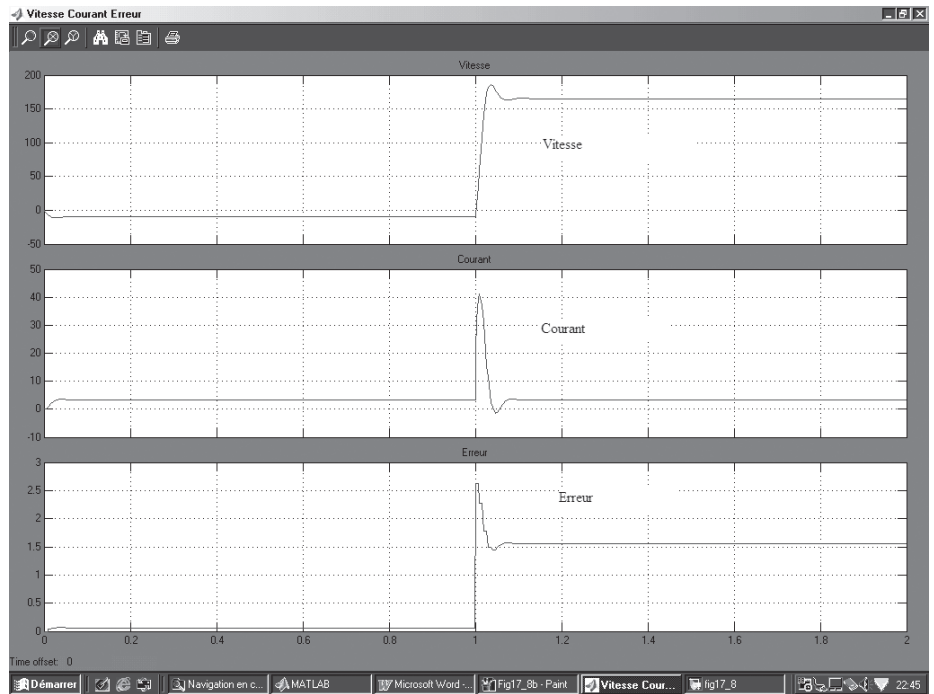 Vitesse Courant Erreur
Vitesse
200
150
100
50
0
-50
Vitesse
Courant
50
40
30
20
10
0
-10
Courant
Erreur
3
2.5
2
1.5
1
0.5
0
Erreur
0 0.2 0.4 0.6 0.8 1 1.2 1.4 1.6 1.8 2
Time offset: 0
Démarrer Navigation en c... MATLAB Microsoft Word -... Fig17_8b - Paint Vitesse Cour... fig17_8 22:45